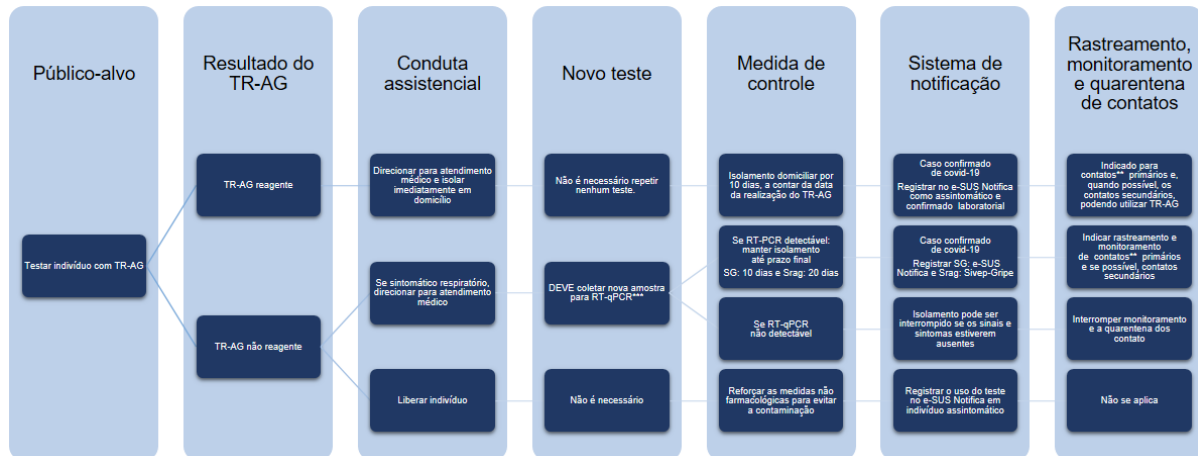 Público-alvo
Resultado do
TR-AG
Conduta
assistencial
Novo teste
Medida de
controle
Sistema de
notificação
Rastreamento,
monitoramento
e quarentena
de contatos
Testar indivíduo com TR-AG
TR-AG reagente
Direcionar para atendimento
médico e isolar
imediatamente em
domicílio
Não é necessário repetir
nenhum teste.
Isolamento domiciliar por
10 dias, a contar da data
da realização do TR-AG
Caso confirmado
de covid-19
Registrar no e-SUS Notifica
como assintomático e
confirmado laboratorial
Indicado para
contatos** primários e,
quando possível, os
contatos secundários,
podendo utilizar TR-AG
TR-AG não reagente
Se sintomático respiratório,
direcionar para atendimento
médico
DEVE coletar nova amostra
para RT-qPCR***
Se RT-PCR detectável:
manter isolamento
até prazo final
SG: 10 dias e Srag: 20 dias
Caso confirmado
de covid-19
Registrar SG: e-SUS
Notifica e Srag: Sivep-Gripe
Indicar rastreamento e
monitoramento
de contatos** primários
e se possível, contatos
secundários
Se RT-qPCR
não detectável
Isolamento pode ser
interrompido se os sinais e
sintomas estiverem
ausentes
Interromper monitoramento
e a quarentena dos
contato
Liberar indivíduo
Não é necessário
Reforçar as medidas não
farmacológicas para evitar
a contaminação
Registrar o uso do teste
no e-SUS Notifica em
indivíduo assintomático
Não se aplica